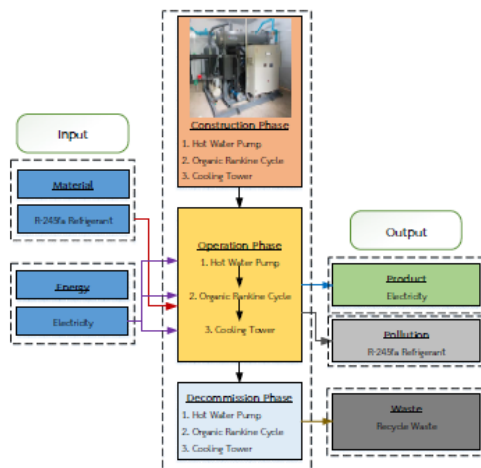 Construction Phase
1. Hot Water Pump
2. Organic Rankine Cycle
3. Cooling Tower
Input
Material
R-245fa Refrigerant
Energy
Electricity
Operation Phase
1. Hot Water Pump
2. Organic Rankine Cycle
3. Cooling Tower
Output
Product
Electricity
Pollution
R-245fa Refrigerant
Decommission Phase
1. Hot Water Pump
2. Organic Rankine Cycle
3. Cooling Tower
Waste
Recycle Waste